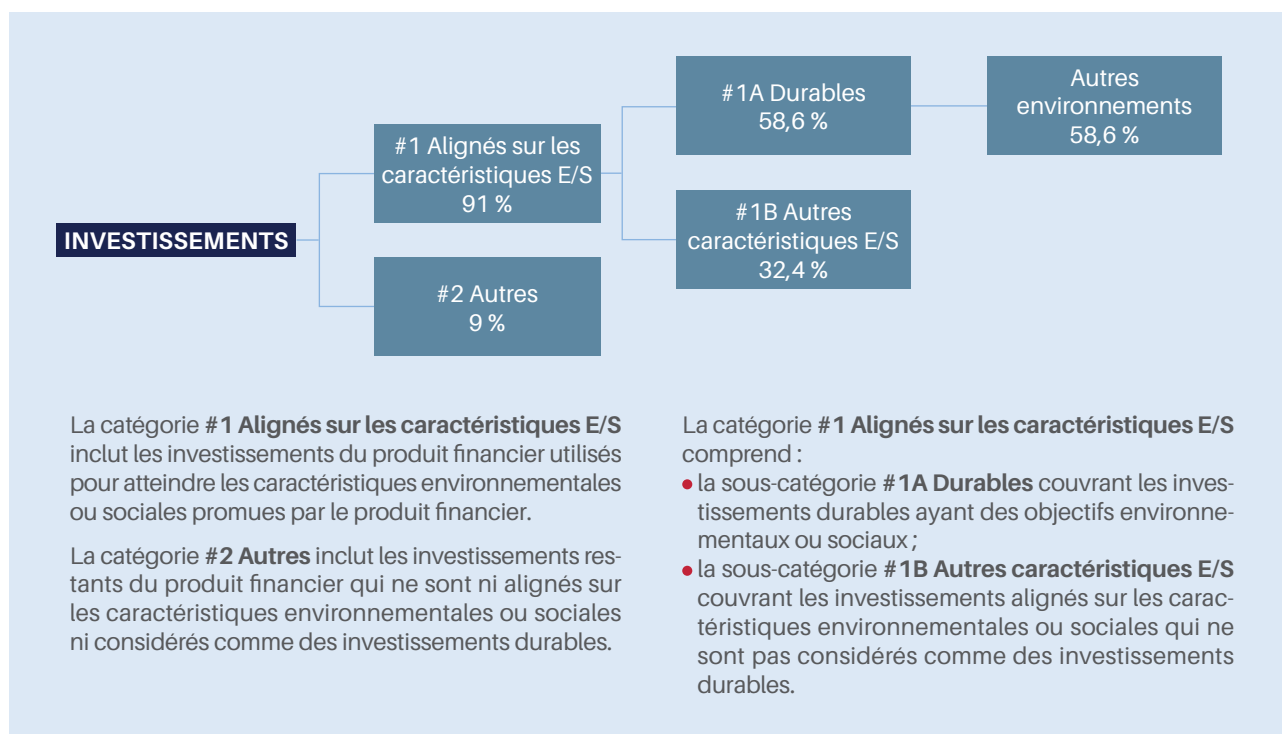 INVESTISSEMENTS
#1 Alignés sur les
caractéristiques E/S
91 %
#2 Autres
9 %
#1A Durables
58,6 %
#1B Autres
caractéristiques E/S
32,4 %
Autres
environnements
58,6 %
La catégorie #1 Alignés sur les caractéristiques E/S
inclut les investissements du produit financier utilisés
pour atteindre les caractéristiques environnementales
ou sociales promues par le produit financier.
La catégorie #2 Autres inclut les investissements res-
tants du produit financier qui ne sont ni alignés sur
les caractéristiques environnementales ou sociales
ni considérés comme des investissements durables.
La catégorie #1 Alignés sur les caractéristiques E/S
comprend :
• la sous-catégorie #1A Durables couvrant les inves-
tissements durables ayant des objectifs environne-
mentaux ou sociaux ;
• la sous-catégorie #1B Autres caractéristiques E/S
couvrant les investissements alignés sur les carac-
téristiques environnementales ou sociales qui ne
sont pas considérés comme des investissements
durables.